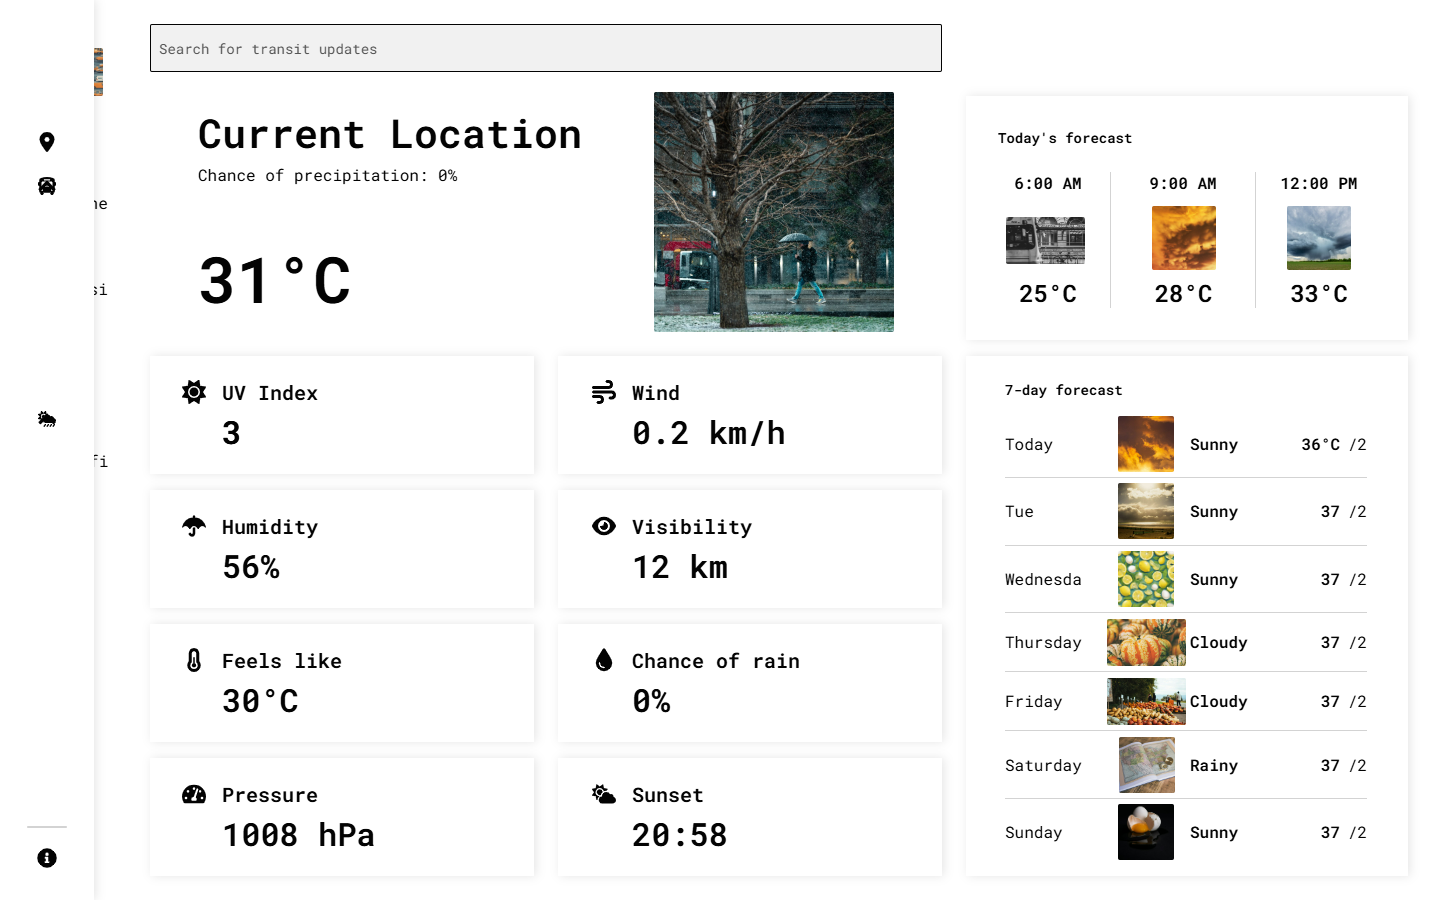 Search for transit updates
ne
si
fi
Current Location
Chance of precipitation: 0%
31°C
Today's forecast
6:00 AM
9:00 AM
12:00 PM
25°C
28°C
33°C
UV Index
3
Wind
0.2 km/h
Humidity
56%
Visibility
12 km
Feels like
30°C
Chance of rain
0%
Pressure
1008 hPa
Sunset
20:58
7-day forecast
Today Sunny 36°C /2
Tue Sunny 37 /2
Wednesda Sunny 37 /2
Thursday Cloudy 37 /2
Friday Cloudy 37 /2
Saturday Rainy 37 /2
Sunday Sunny 37 /2